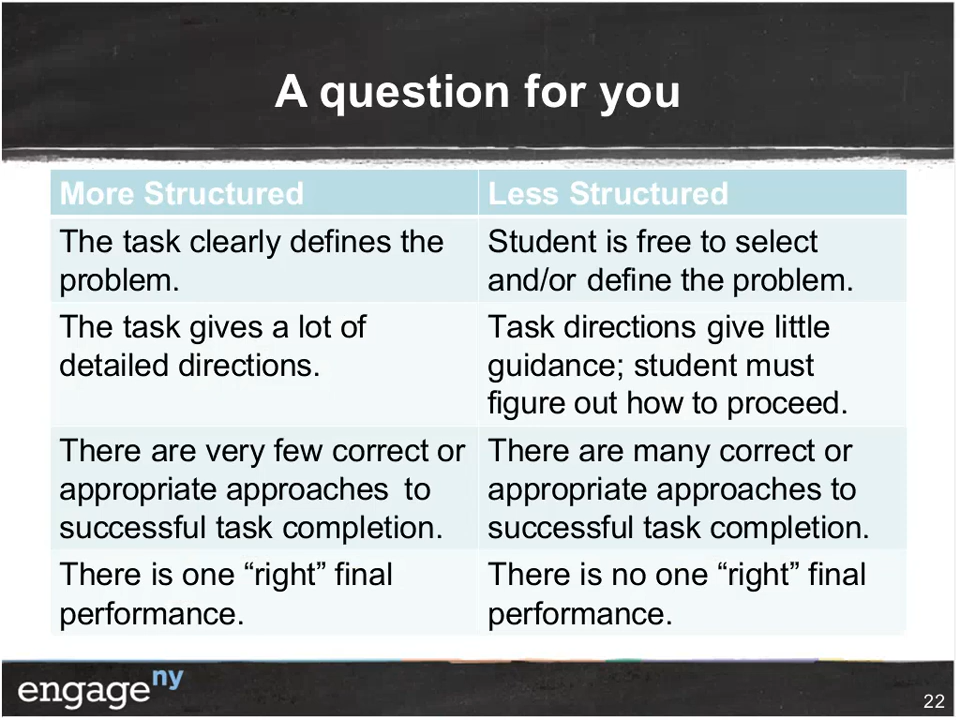 A question for you
More Structured
Less Structured
The task clearly defines the
problem.
Student is free to select
and/or define the problem.
The task gives a lot of
detailed directions.
Task directions give little
guidance; student must
figure out how to proceed.
There are very few correct or
appropriate approaches to
successful task completion.
There are many correct or
appropriate approaches to
successful task completion.
There is one “right” final
performance.
There is no one “right” final
performance.
engageny
22